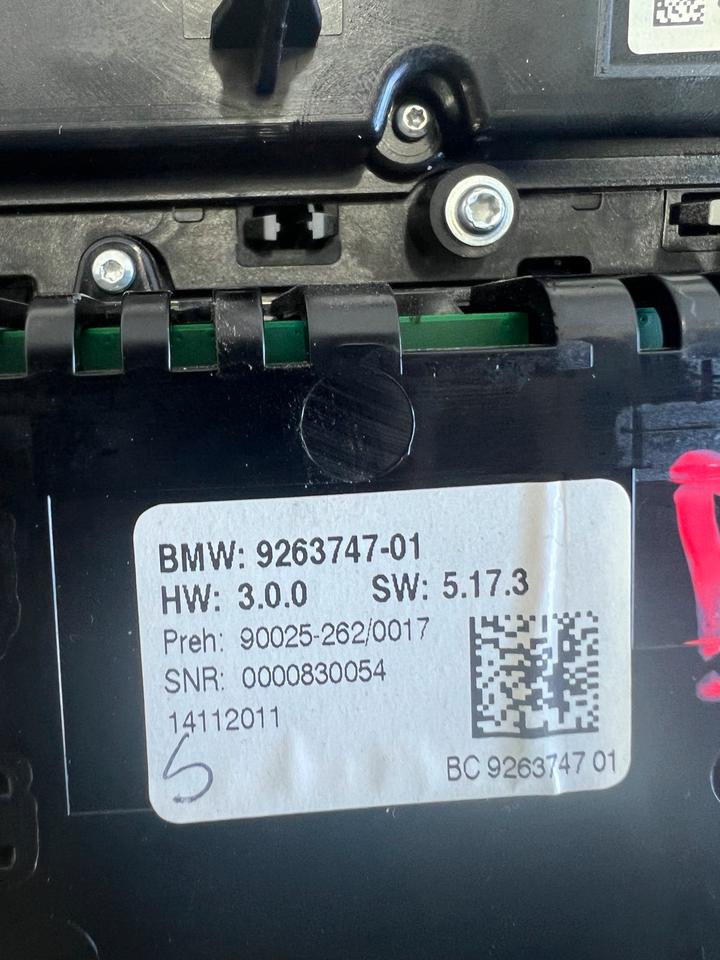 BMW: 9263747-01
HW: 3.0.0 SW: 5.17.3
Preh: 90025-262/0017
SNR: 0000830054
14112011
5
BC 9263747 01